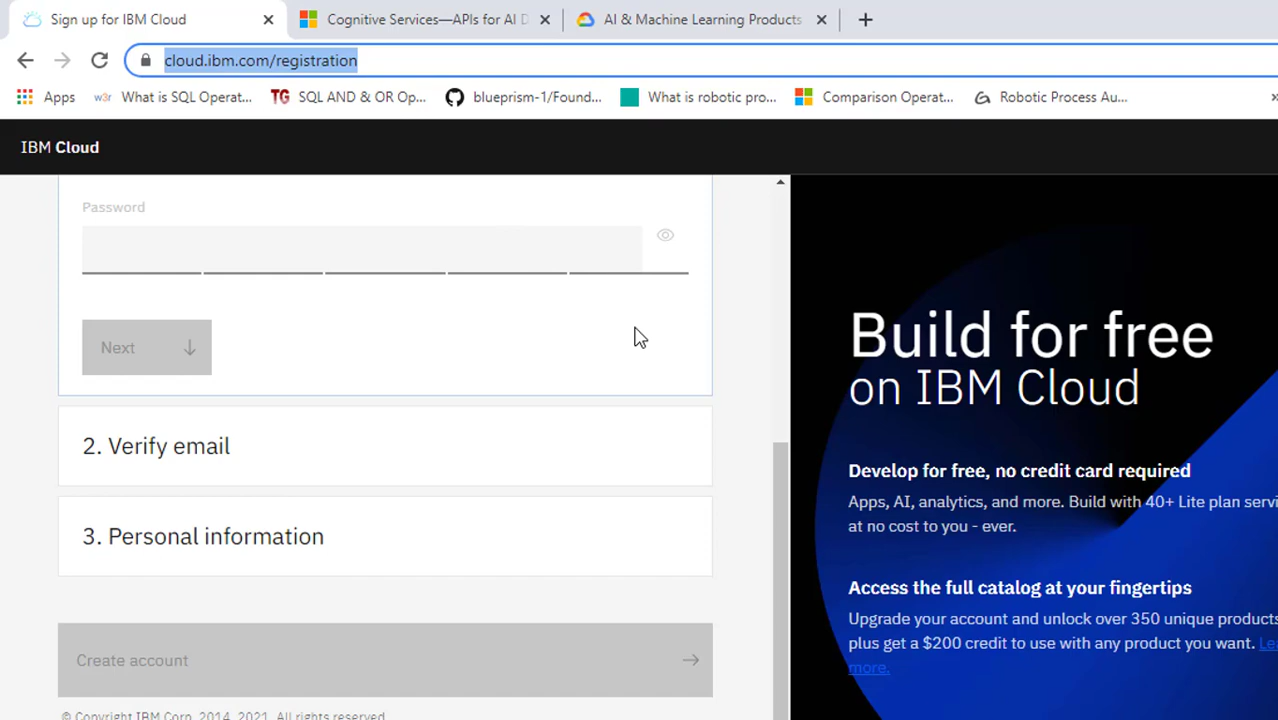 Sign up for IBM Cloud
Cognitive Services—APIs for AI D
AI & Machine Learning Products
cloud.ibm.com/registration
Apps
w3r What is SQL Operat...
TG SQL AND & OR Op...
blueprism-1/Found...
What is robotic pro...
Comparison Operat...
Robotic Process Au...
IBM Cloud
Password
Next
2. Verify email
3. Personal information
Create account
© Copyright IBM Corp. 2014, 2021. All rights reserved.
Build for free
on IBM Cloud
Develop for free, no credit card required
Apps, AI, analytics, and more. Build with 40+ Lite plan servi
at no cost to you - ever.
Access the full catalog at your fingertips
Upgrade your account and unlock over 350 unique products
plus get a $200 credit to use with any product you want. Le
more.